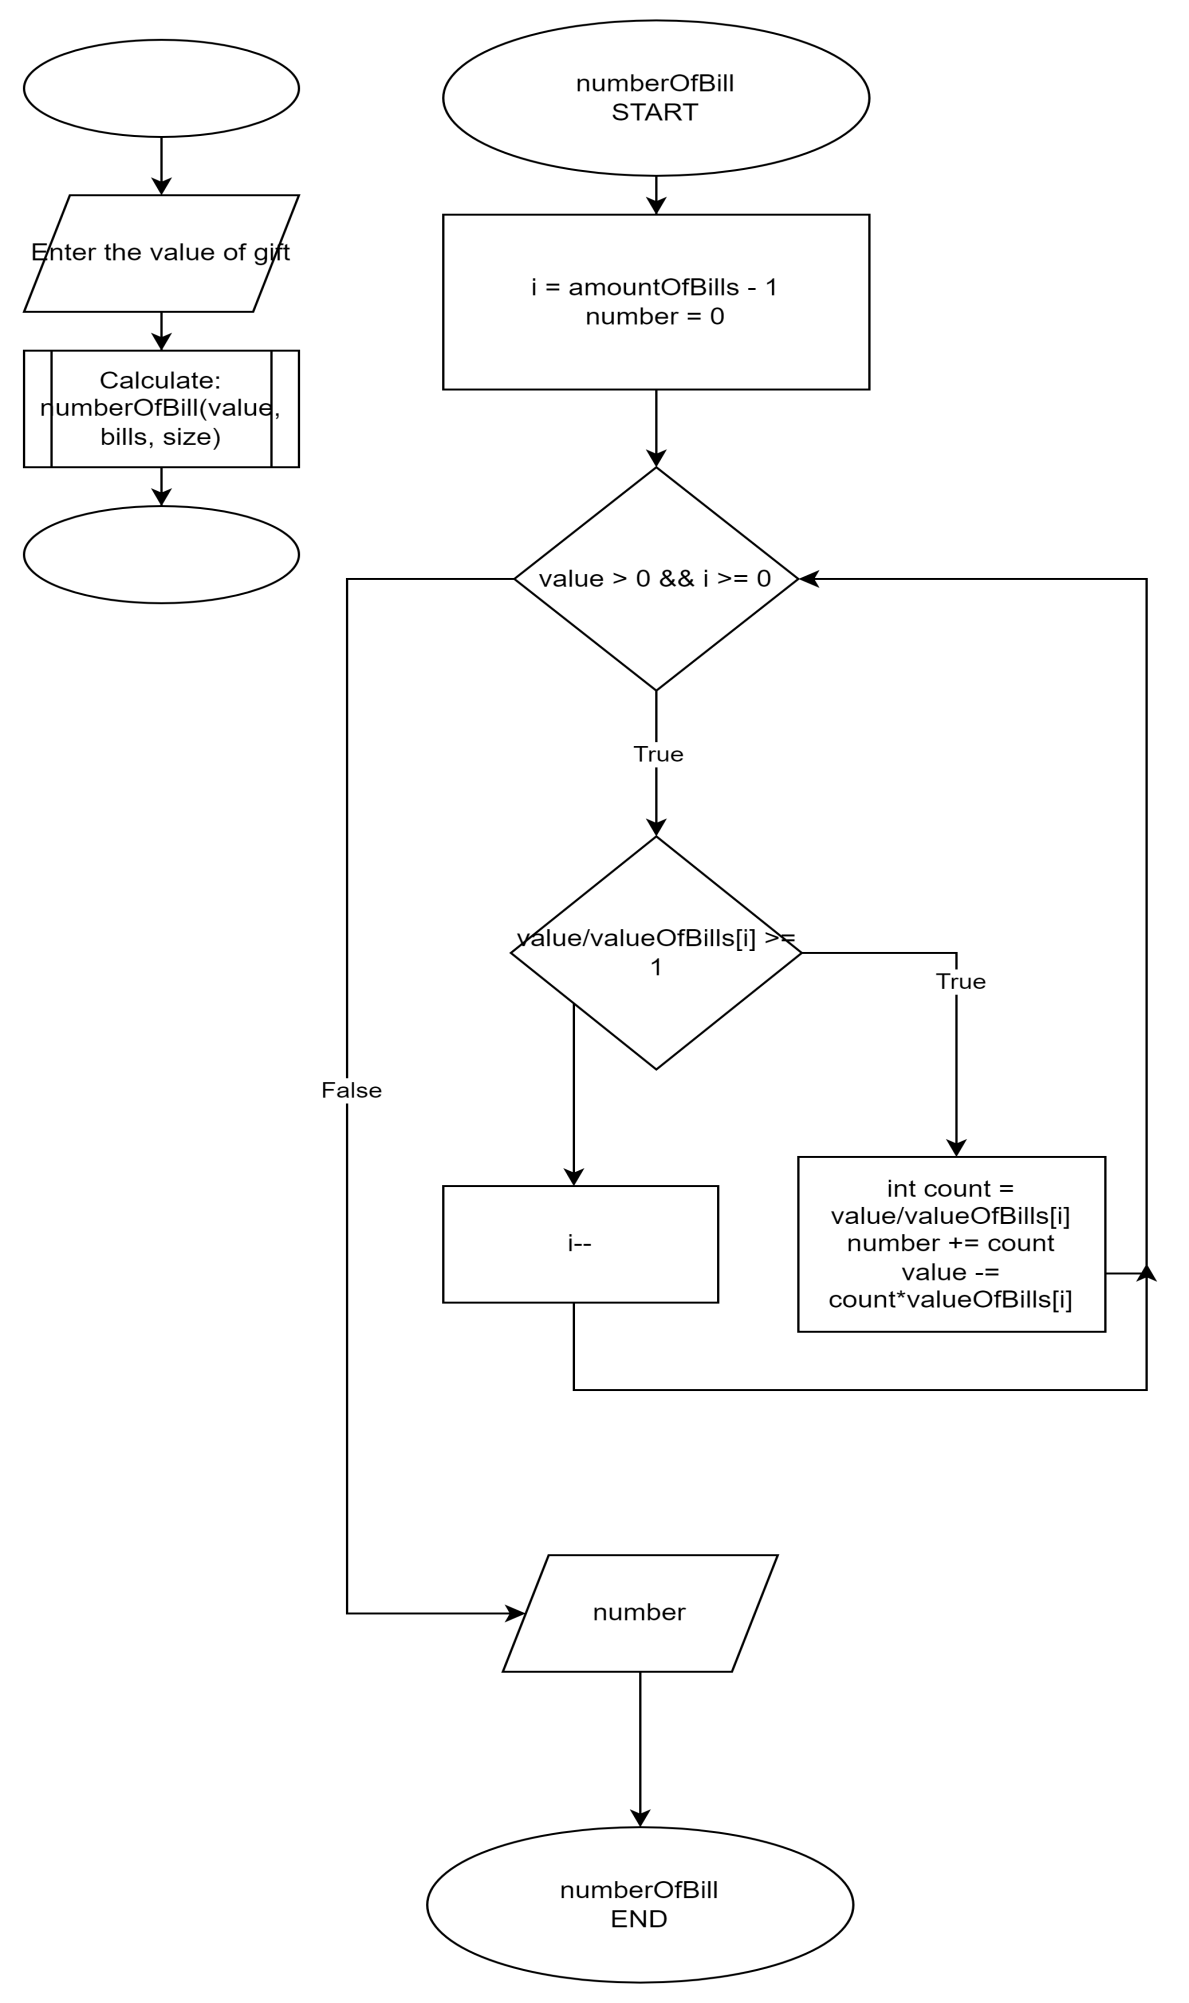 Enter the value of gift
Calculate:
numberOfBill(value,
bills, size)
numberOfBill
START
i = amountOfBills - 1
number = 0
value > 0 && i >= 0
True
value/valueOfBills[i] >=
1
True
False
i--
int count =
value/valueOfBills[i]
number += count
value -=
count*valueOfBills[i]
number
numberOfBill
END